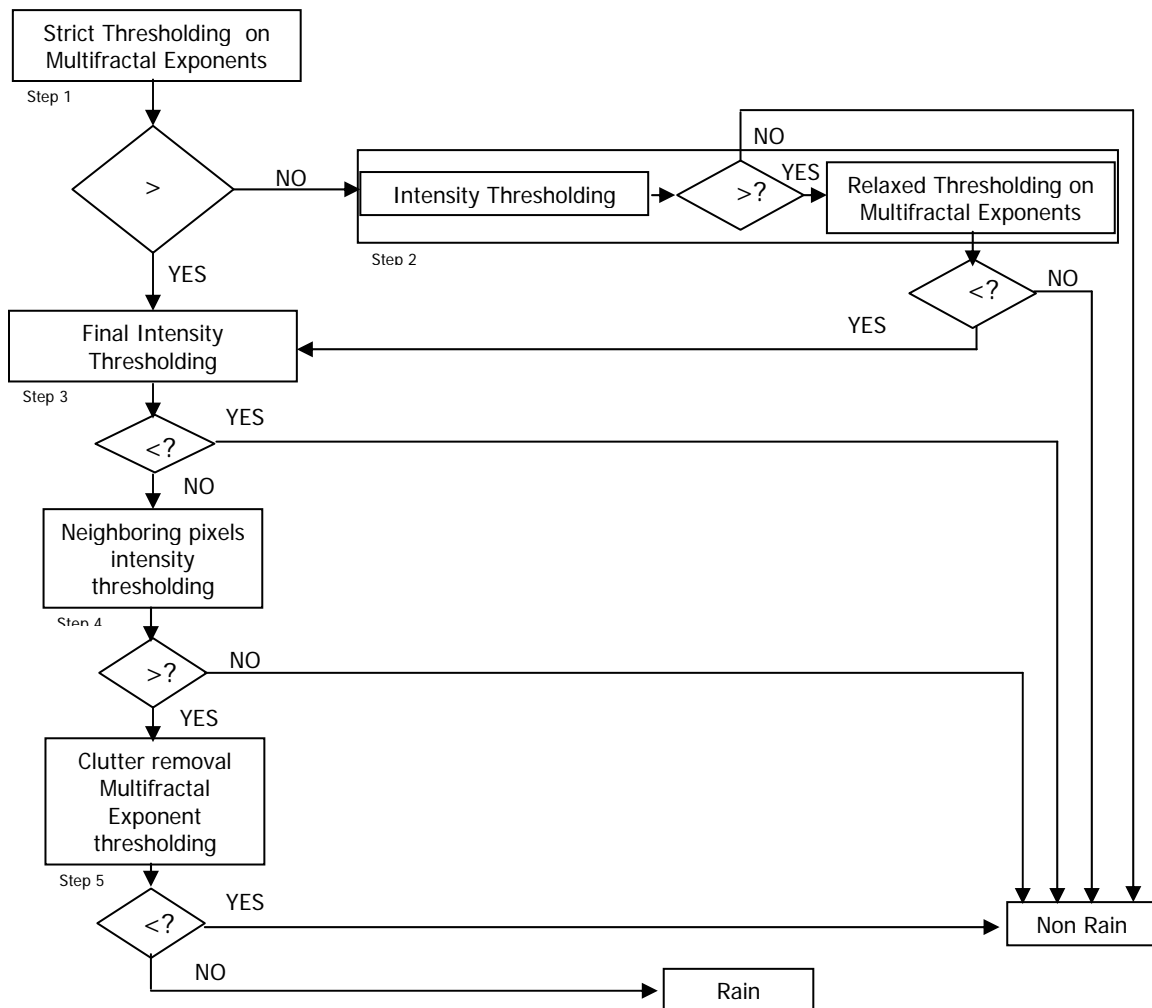 Strict Thresholding on
Multifractal Exponents
Step 1
>
NO
Intensity Thresholding
>?
NO
YES
Relaxed Thresholding on
Multifractal Exponents
Step 2
<?
NO
YES
YES
Final Intensity
Thresholding
Step 3
<?
YES
NO
Neighboring pixels
intensity
thresholding
Step 4
>?
NO
YES
Clutter removal
Multifractal
Exponent
thresholding
Step 5
<?
YES
Non Rain
NO
Rain